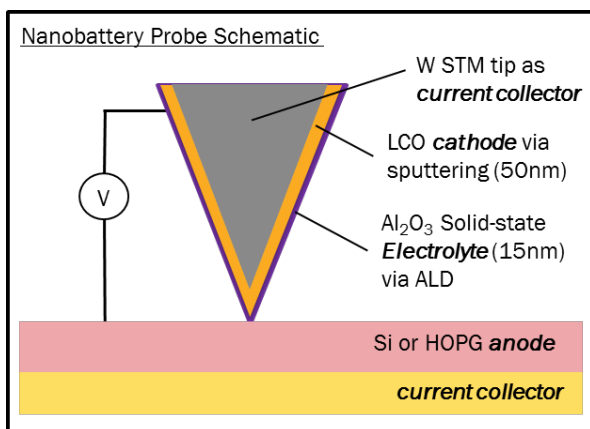 Nanobattery Probe Schematic
W STM tip as
current collector
LCO cathode via
sputtering (50nm)
V
Al₂O₃ Solid-state
Electrolyte (15nm)
via ALD
Si or HOPG anode
current collector